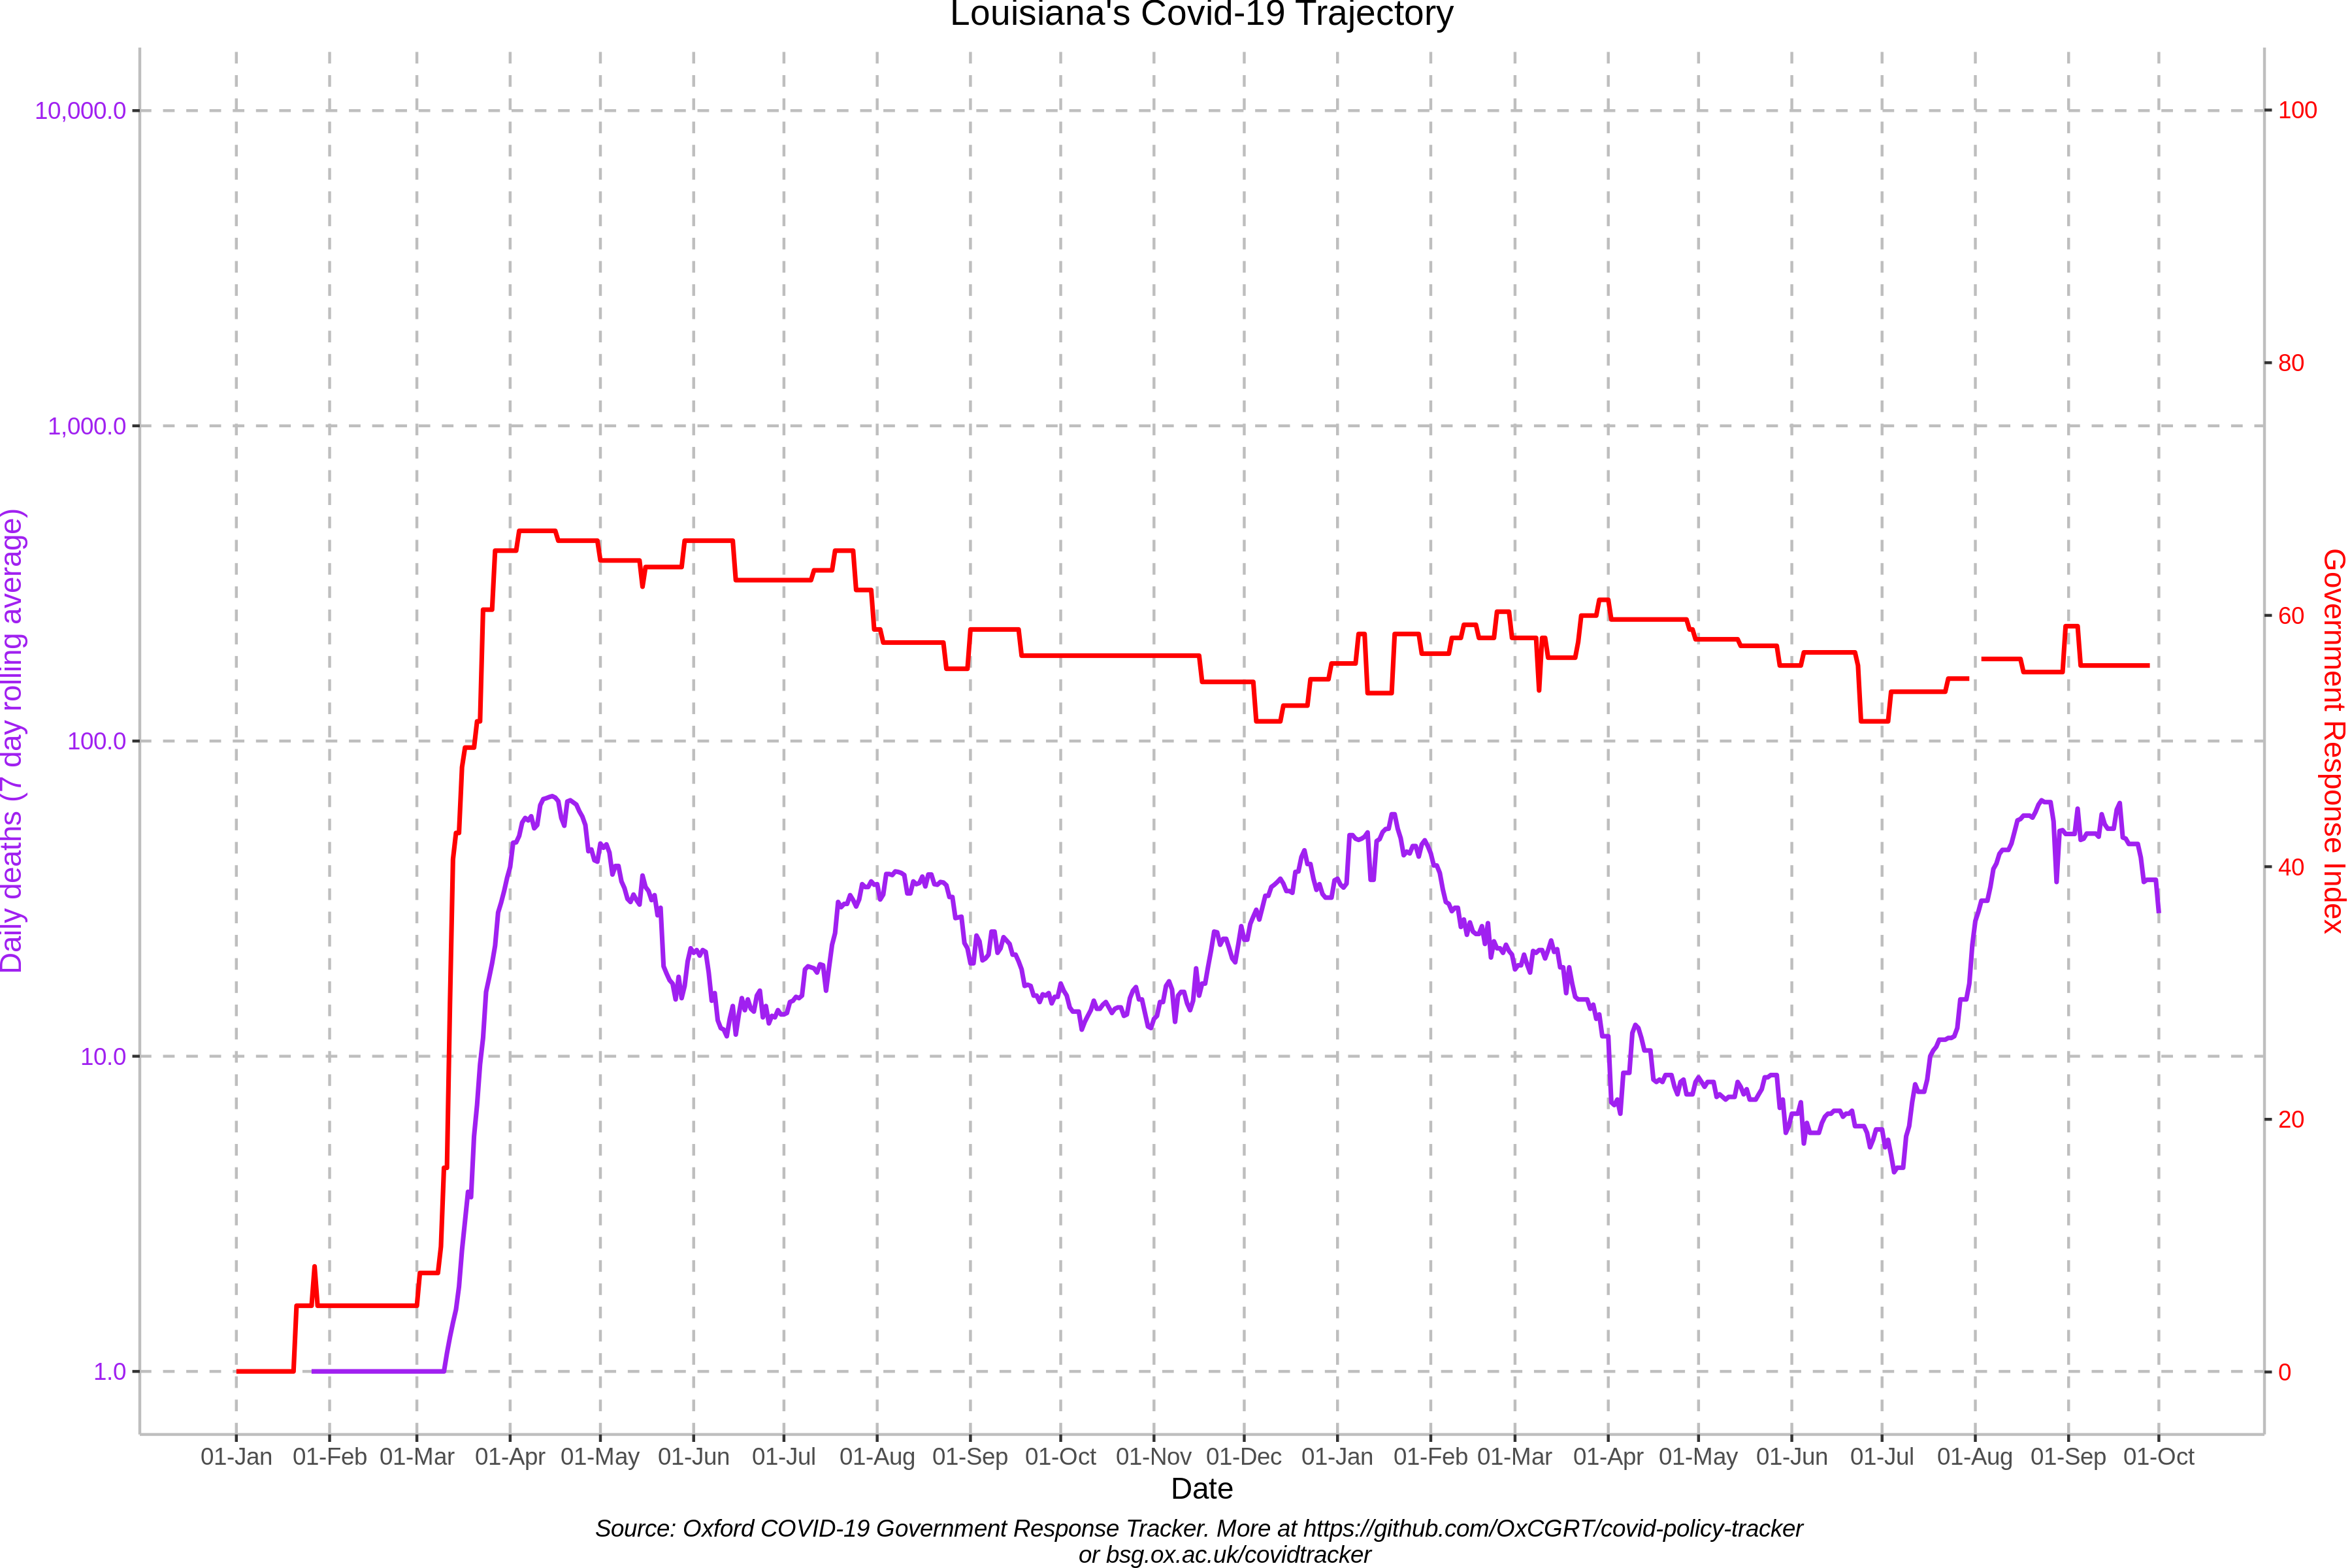 Louisiana's Covid-19 Trajectory
10,000.0
1,000.0
100.0
10.0
1.0
Daily deaths (7 day rolling average)
100
80
60
40
20
0
Government Response Index
01-Jan 01-Feb 01-Mar 01-Apr 01-May 01-Jun 01-Jul 01-Aug 01-Sep 01-Oct 01-Nov 01-Dec 01-Jan 01-Feb 01-Mar 01-Apr 01-May 01-Jun 01-Jul 01-Aug 01-Sep 01-Oct
Date
Source: Oxford COVID-19 Government Response Tracker. More at https://github.com/OxCGRT/covid-policy-tracker
or bsg.ox.ac.uk/covidtracker